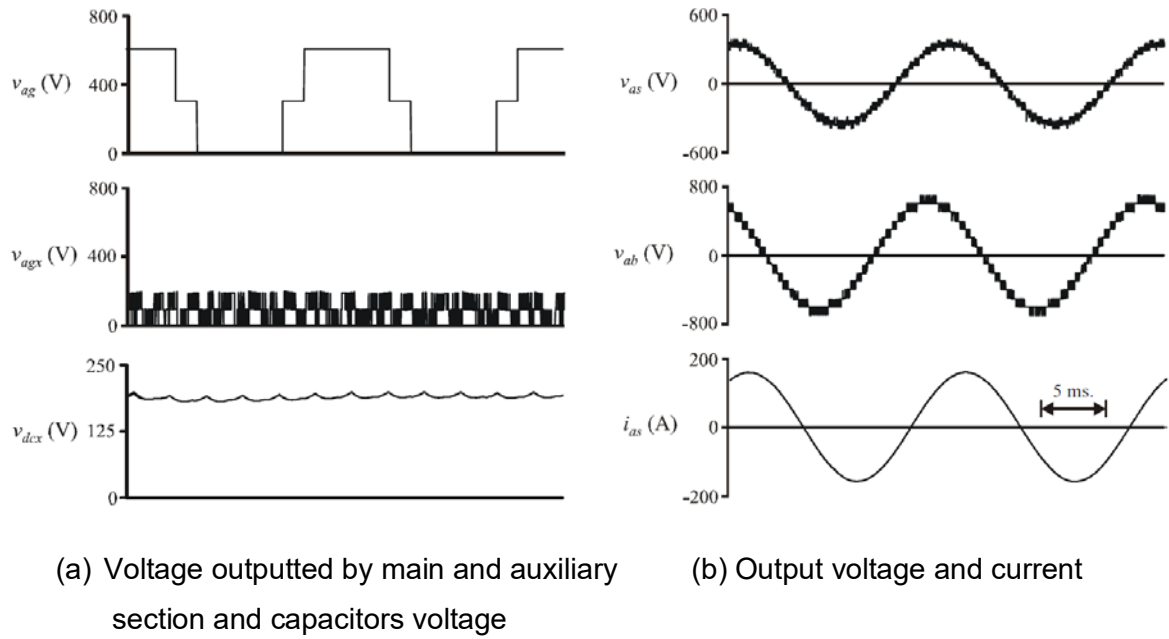 800
v_ag (V)
400
0
800
v_agx (V)
400
0
250
v_dcx (V)
125
0
(a) Voltage outputted by main and auxiliary
section and capacitors voltage
600
v_as (V)
0
-600
800
v_ab (V)
0
-800
200
5 ms.
i_as (A)
0
-200
(b) Output voltage and current